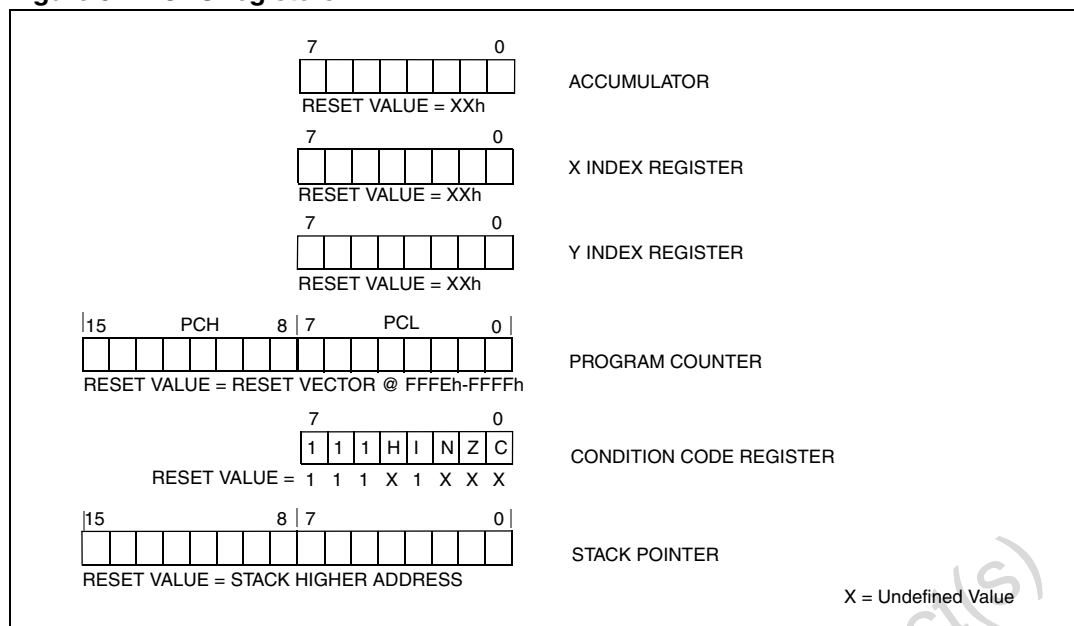 7 0
ACCUMULATOR
RESET VALUE = XXh
7 0
X INDEX REGISTER
RESET VALUE = XXh
7 0
Y INDEX REGISTER
RESET VALUE = XXh
15 PCH 8 7 PCL 0
PROGRAM COUNTER
RESET VALUE = RESET VECTOR @ FFFEh-FFFFh
7 0
1 1 1 H I N Z C
CONDITION CODE REGISTER
RESET VALUE = 1 1 1 X 1 X X X
15 8 7 0
STACK POINTER
RESET VALUE = STACK HIGHER ADDRESS
X = Undefined Value